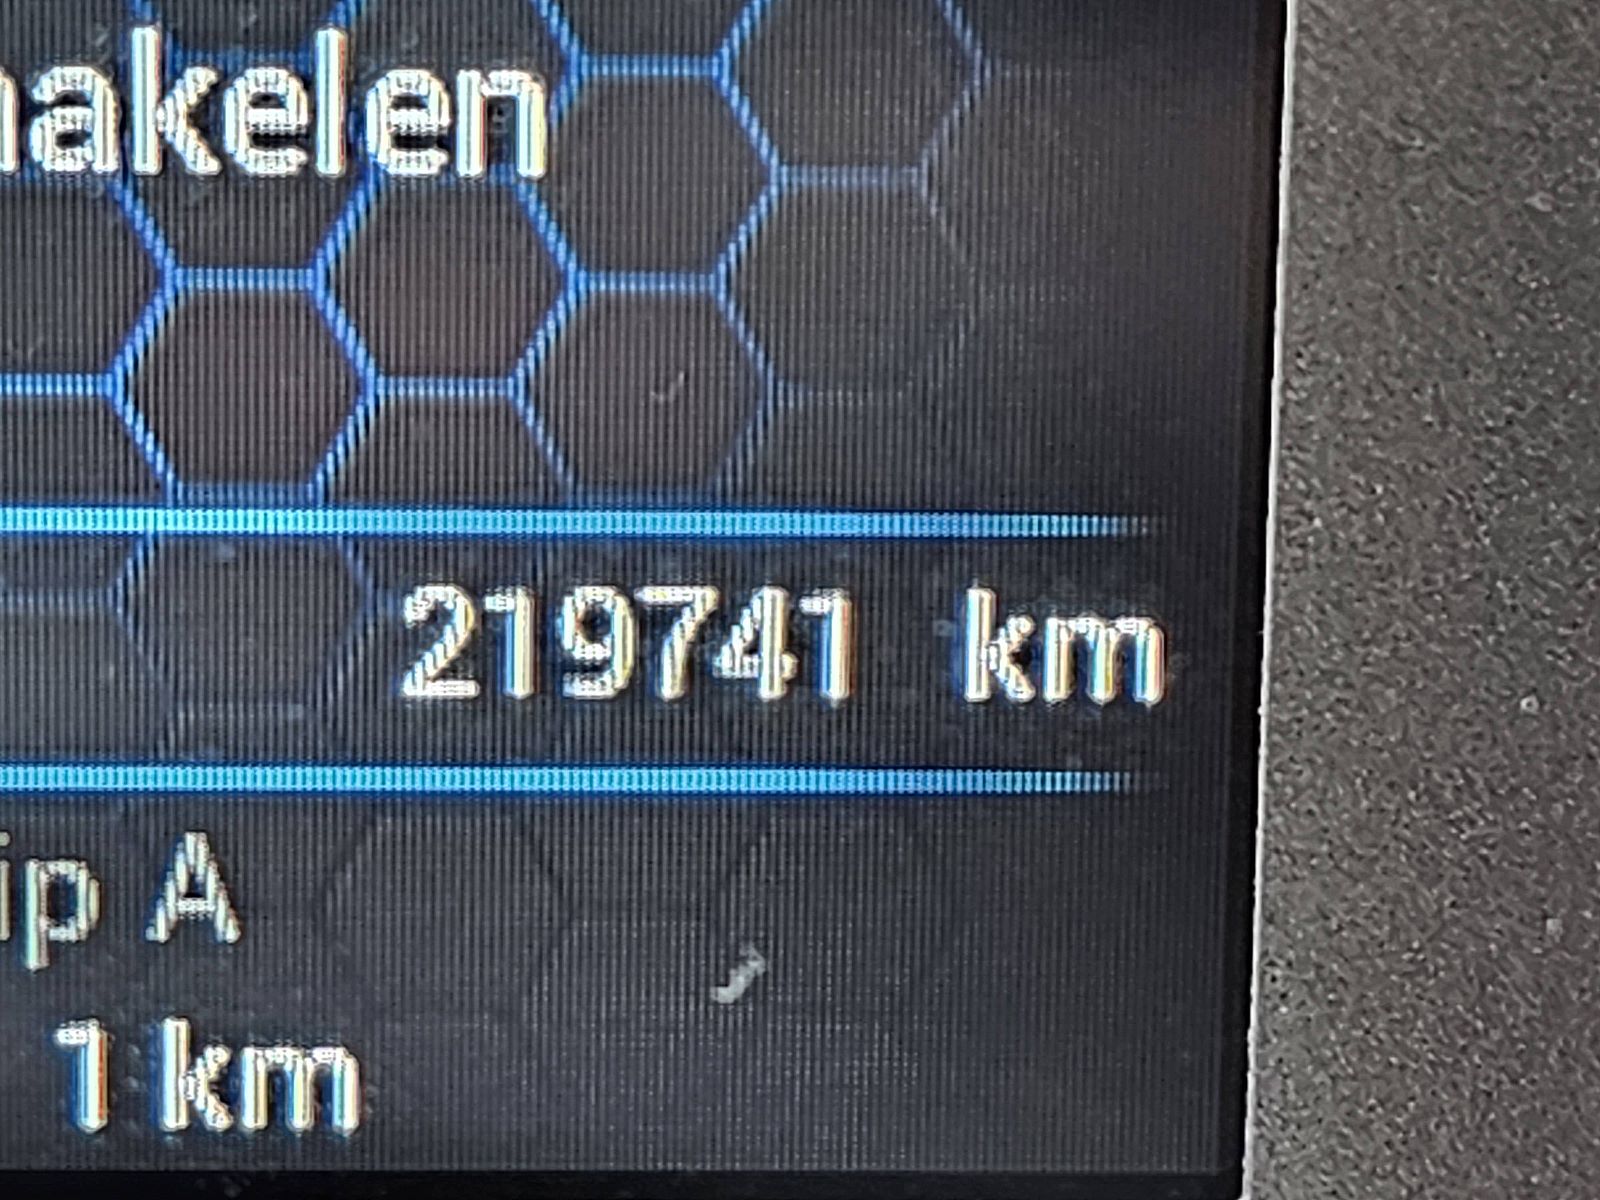 akelen
219741 km
ip A
1 km